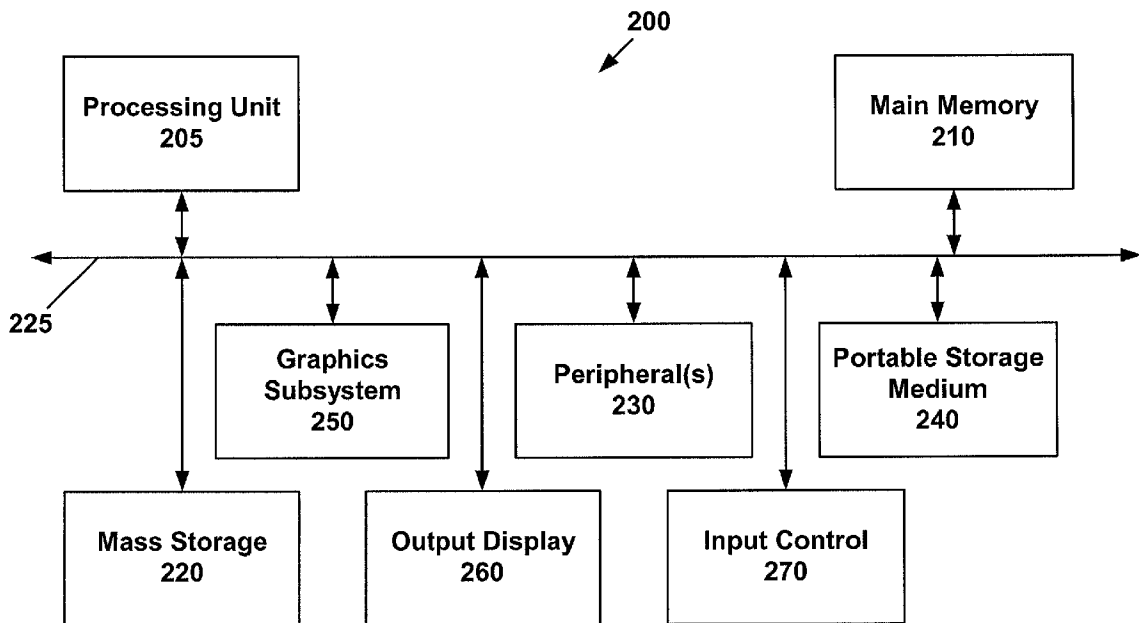 200
Processing Unit
205
Main Memory
210
225
Graphics
Subsystem
250
Peripheral(s)
230
Portable Storage
Medium
240
Mass Storage
220
Output Display
260
Input Control
270